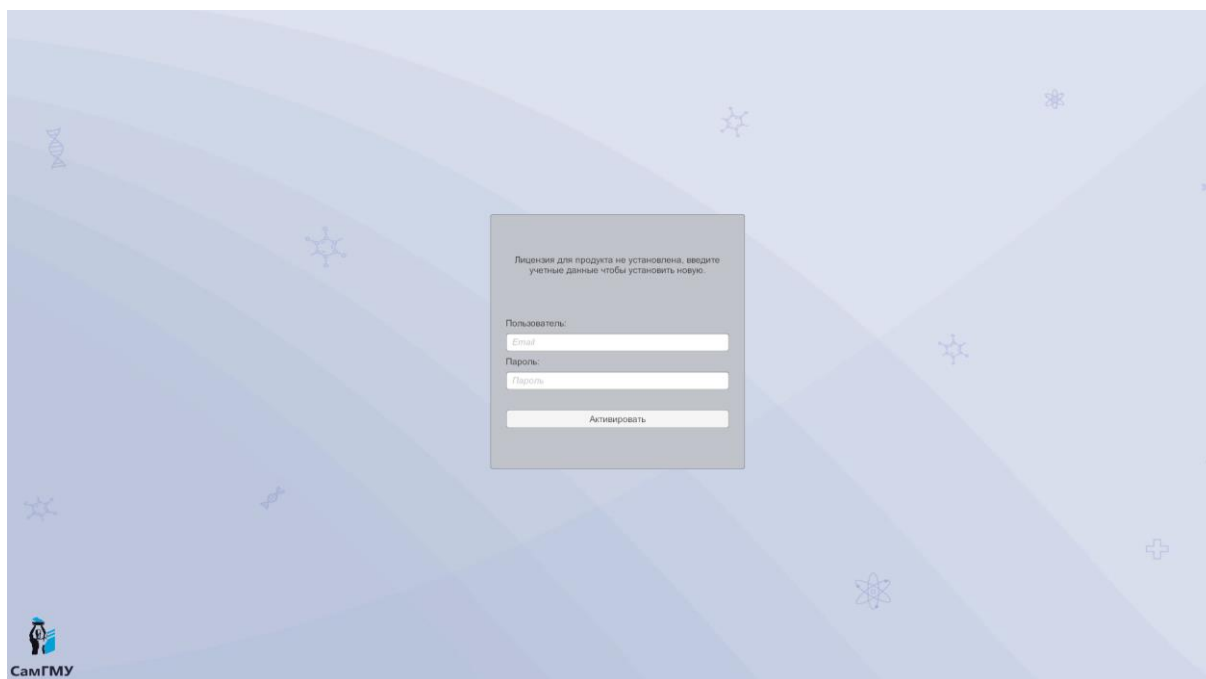 Лицензия для продукта не установлена, введите
учетные данные чтобы установить новую.
Пользователь:
Email
Пароль:
Пароль
Активировать
СамГМУ